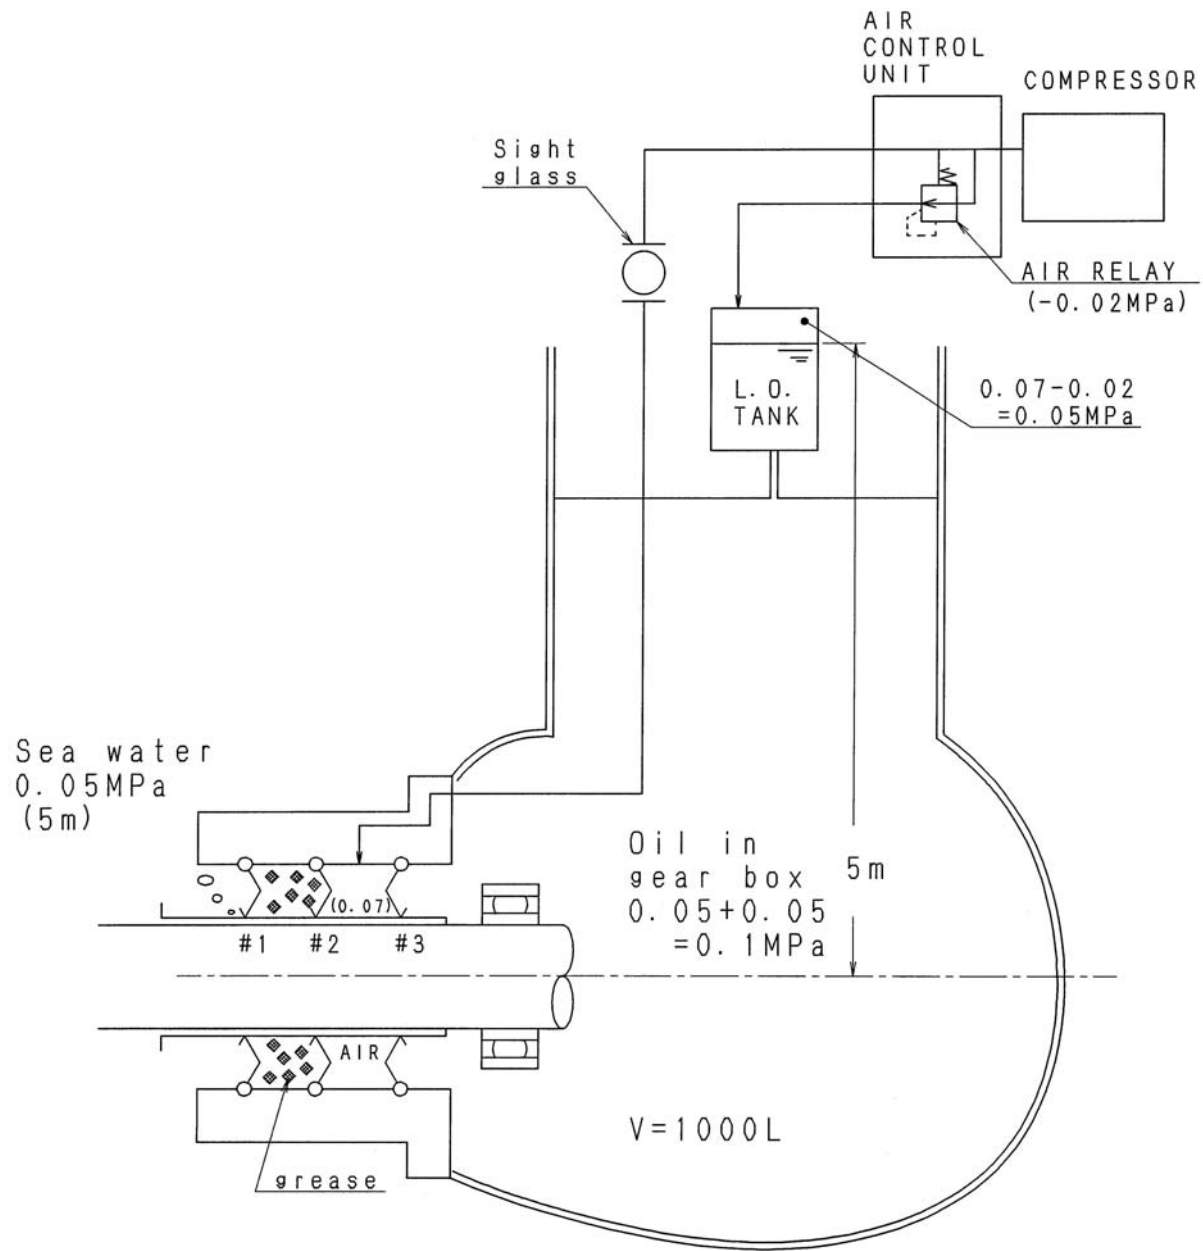 AIR
CONTROL
UNIT
COMPRESSOR
Sight
glass
AIR RELAY
(-0.02MPa)
L.O.
TANK
0.07-0.02
=0.05MPa
Sea water
0.05MPa
(5m)
Oil in
gear box
0.05+0.05
=0.1MPa
5m
(0.07)
#1 #2 #3
AIR
V=1000L
grease